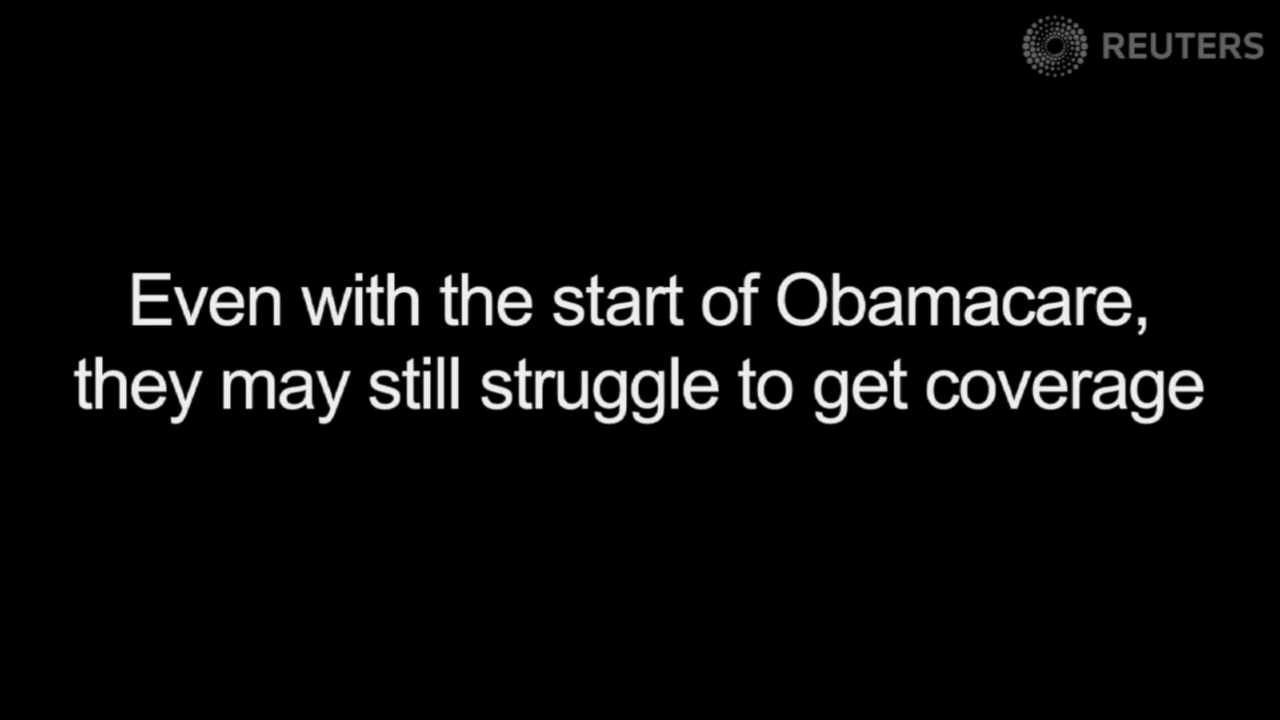 REUTERS
Even with the start of Obamacare,
they may still struggle to get coverage